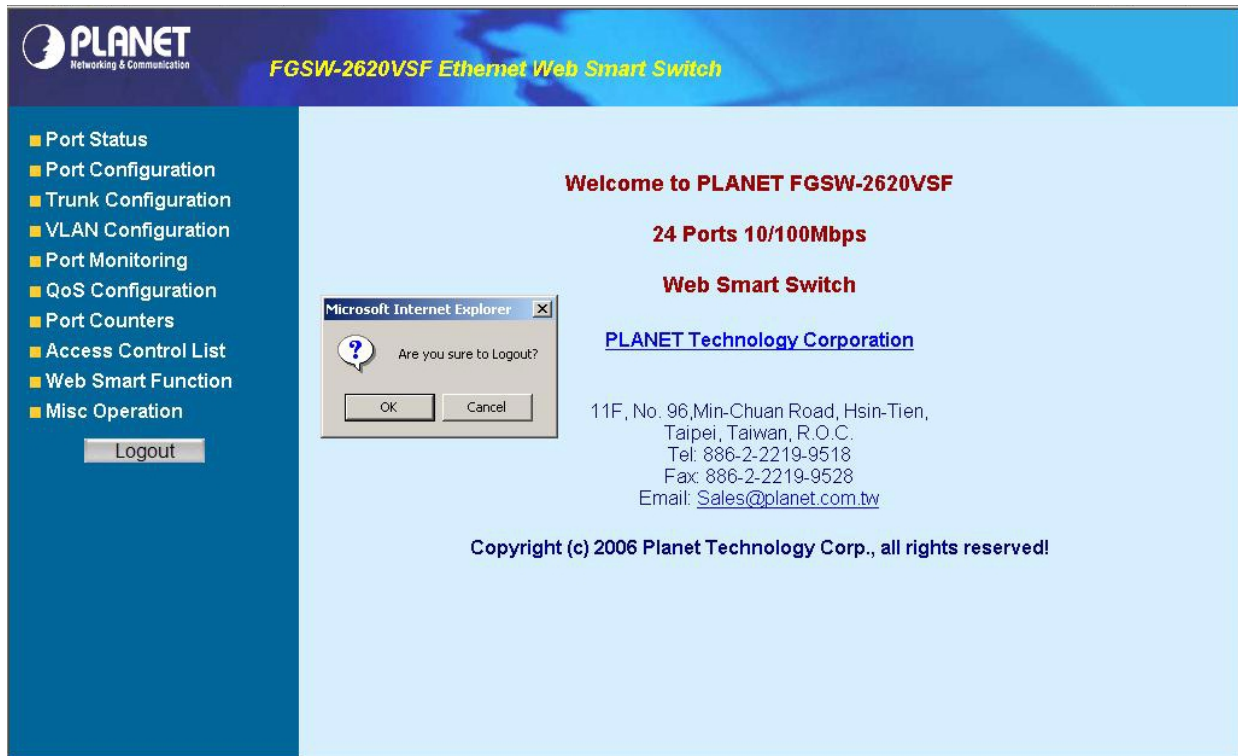 PLANET
Networking & Communication
FGSW-2620VSF Ethernet Web Smart Switch
Port Status
Port Configuration
Trunk Configuration
VLAN Configuration
Port Monitoring
QoS Configuration
Port Counters
Access Control List
Web Smart Function
Misc Operation
Logout
Welcome to PLANET FGSW-2620VSF
24 Ports 10/100Mbps
Web Smart Switch
Microsoft Internet Explorer
Are you sure to Logout?
OK Cancel
PLANET Technology Corporation
11F, No. 96,Min-Chuan Road, Hsin-Tien,
Taipei, Taiwan, R.O.C.
Tel: 886-2-2219-9518
Fax: 886-2-2219-9528
Email: Sales@planet.com.tw
Copyright (c) 2006 Planet Technology Corp., all rights reserved!